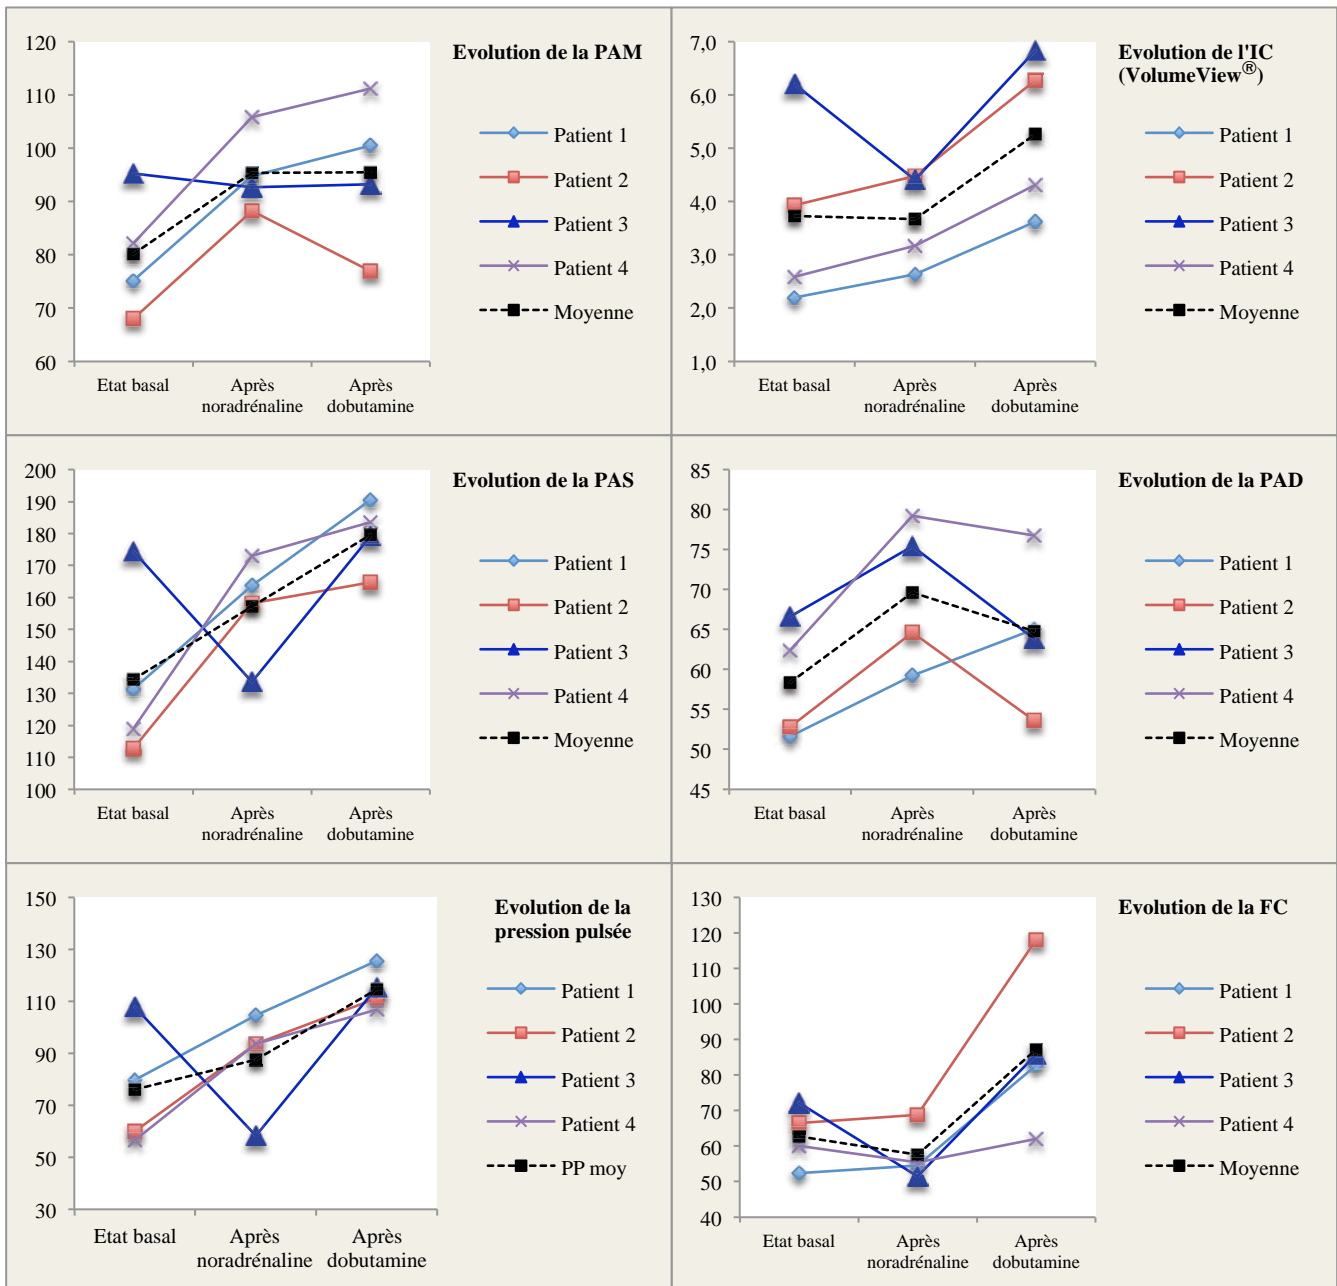 Evolution de la PAM
120
110
100
90
80
70
60
Patient 1
Patient 2
Patient 3
Patient 4
Moyenne
Etat basal
Après
noradrénaline
Après
dobutamine
Evolution de l'IC
(VolumeView®)
7,0
6,0
5,0
4,0
3,0
2,0
1,0
Patient 1
Patient 2
Patient 3
Patient 4
Moyenne
Etat basal
Après
noradrénaline
Après
dobutamine
Evolution de la PAS
200
190
180
170
160
150
140
130
120
110
100
Patient 1
Patient 2
Patient 3
Patient 4
Moyenne
Etat basal
Après
noradrénaline
Après
dobutamine
Evolution de la PAD
85
80
75
70
65
60
55
50
45
Patient 1
Patient 2
Patient 3
Patient 4
Moyenne
Etat basal
Après
noradrénaline
Après
dobutamine
Evolution de la
pression pulsée
150
130
110
90
70
50
30
Patient 1
Patient 2
Patient 3
Patient 4
PP moy
Etat basal
Après
noradrénaline
Après
dobutamine
Evolution de la FC
130
120
110
100
90
80
70
60
50
40
Patient 1
Patient 2
Patient 3
Patient 4
Moyenne
Etat basal
Après
noradrénaline
Après
dobutamine